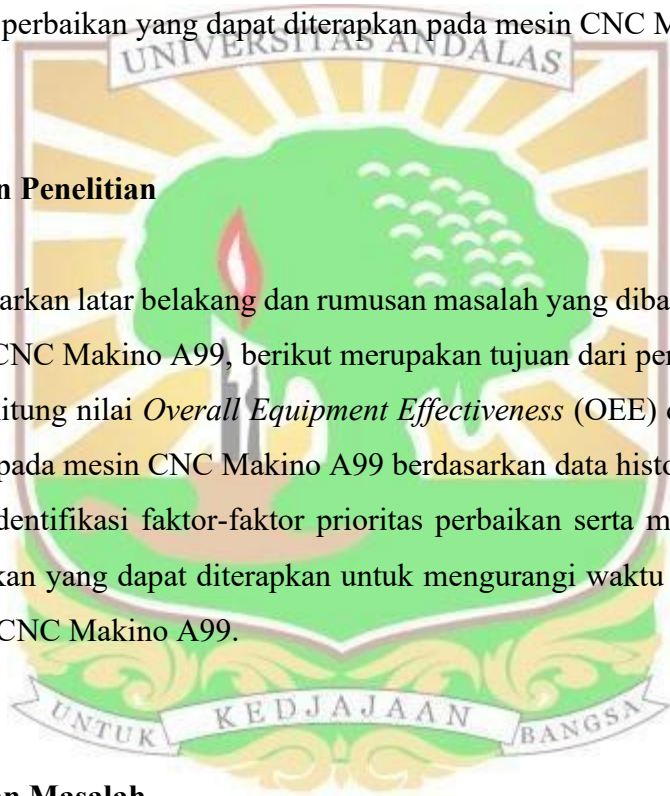 perbaikan yang dapat diterapkan pada mesin CNC M
UNIVERSITAS ANDALAS
n Penelitian
arkan latar belakang dan rumusan masalah yang diba
CNC Makino A99, berikut merupakan tujuan dari per
itung nilai Overall Equipment Effectiveness (OEE)
pada mesin CNC Makino A99 berdasarkan data histo
dentifikasi faktor-faktor prioritas perbaikan serta m
kan yang dapat diterapkan untuk mengurangi waktu
CNC Makino A99.
UNTUK KEDJAJAAN BANGSA
an Masalah